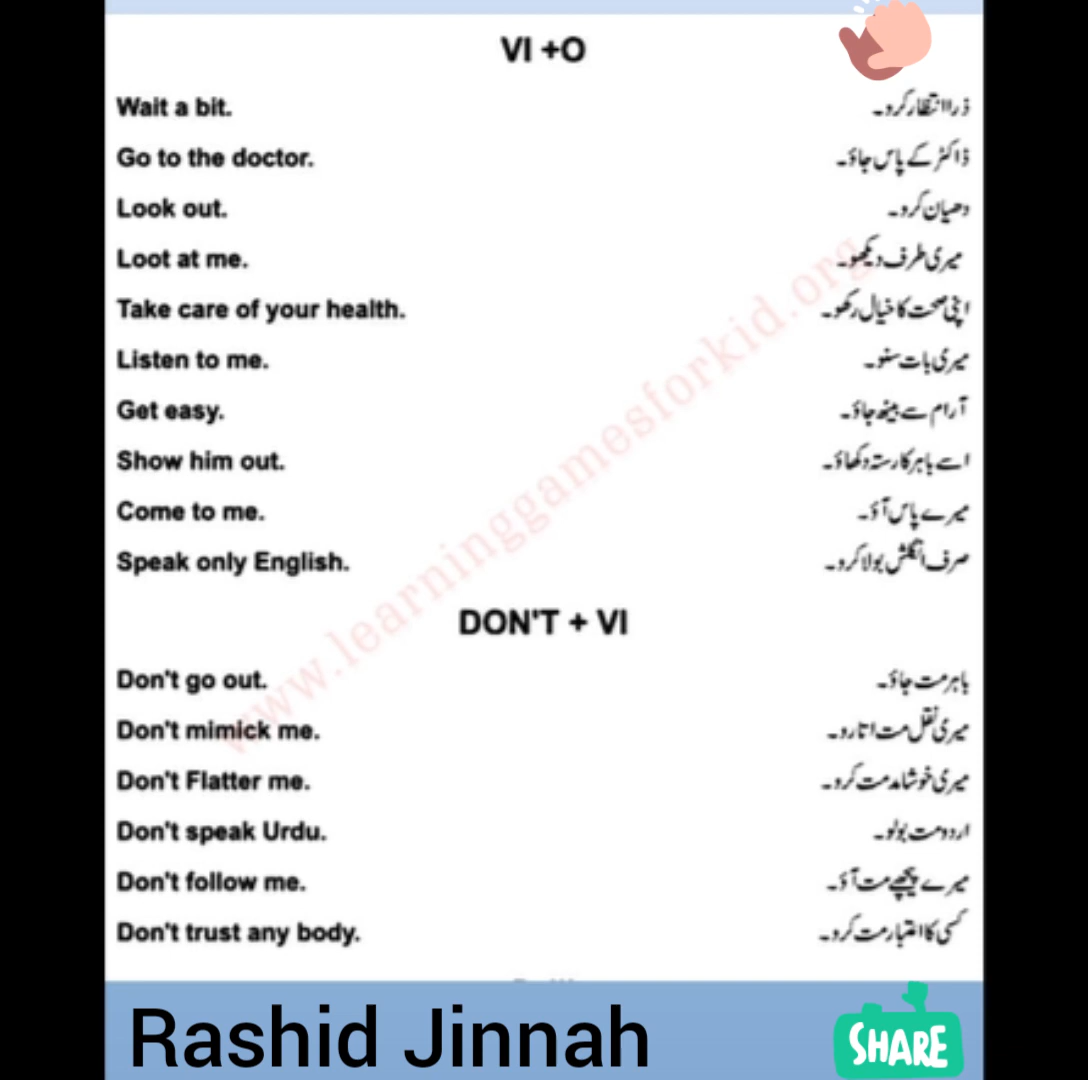 VI +O
Wait a bit. ذرا انتظار کرو۔
Go to the doctor. ڈاکٹر کے پاس جاؤ۔
Look out. دھیان کرو۔
Loot at me. میری طرف دیکھو۔
Take care of your health. اپنی صحت کا خیال رکھو۔
Listen to me. میری بات سنو۔
Get easy. آرام سے بیٹھ جاؤ۔
Show him out. اسے باہر کا رستہ دکھاؤ۔
Come to me. میرے پاس آؤ۔
Speak only English. صرف انگلش بولا کرو۔
DON'T + VI
Don't go out. باہر مت جاؤ۔
Don't mimick me. میری نقل مت اتارو۔
Don't Flatter me. میری خوشامد مت کرو۔
Don't speak Urdu. اردو مت بولو۔
Don't follow me. میرے پیچھے مت آؤ۔
Don't trust any body. کسی کا اعتبار مت کرو۔
www.learninggamesforkid.org
Rashid Jinnah
SHARE